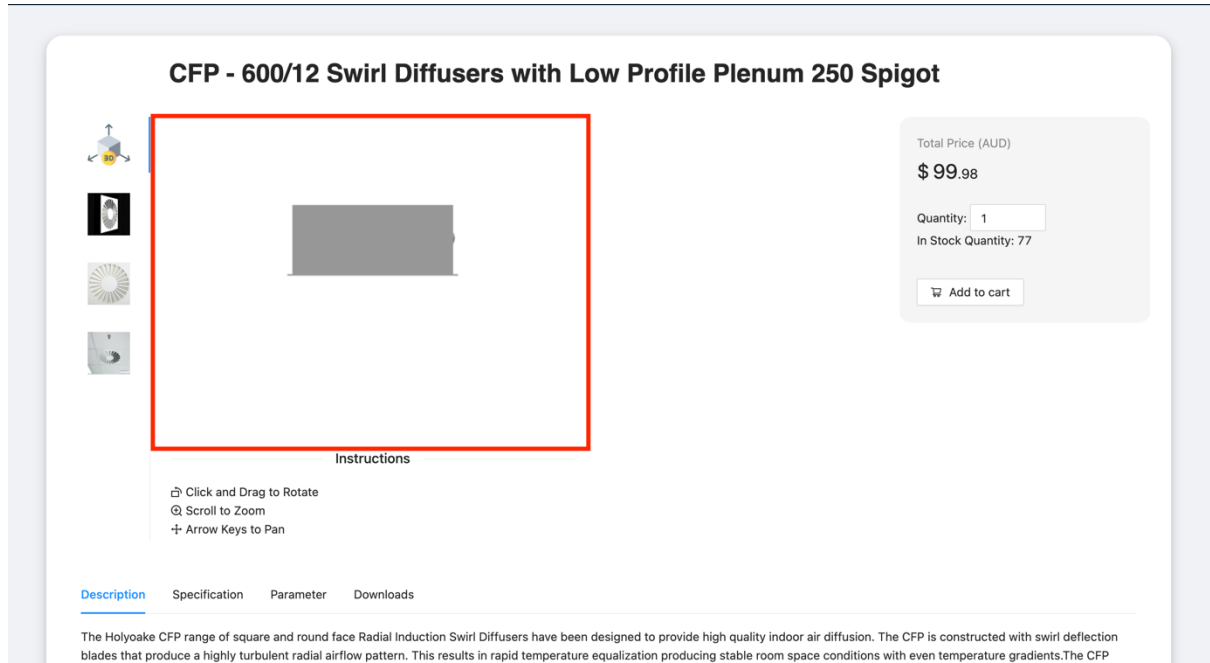 CFP - 600/12 Swirl Diffusers with Low Profile Plenum 250 Spigot
3D
Total Price (AUD)
$ 99.98
Quantity: 1
In Stock Quantity: 77
Add to cart
Instructions
Click and Drag to Rotate
Scroll to Zoom
Arrow Keys to Pan
Description Specification Parameter Downloads
The Holyoake CFP range of square and round face Radial Induction Swirl Diffusers have been designed to provide high quality indoor air diffusion. The CFP is constructed with swirl deflection
blades that produce a highly turbulent radial airflow pattern. This results in rapid temperature equalization producing stable room space conditions with even temperature gradients.The CFP